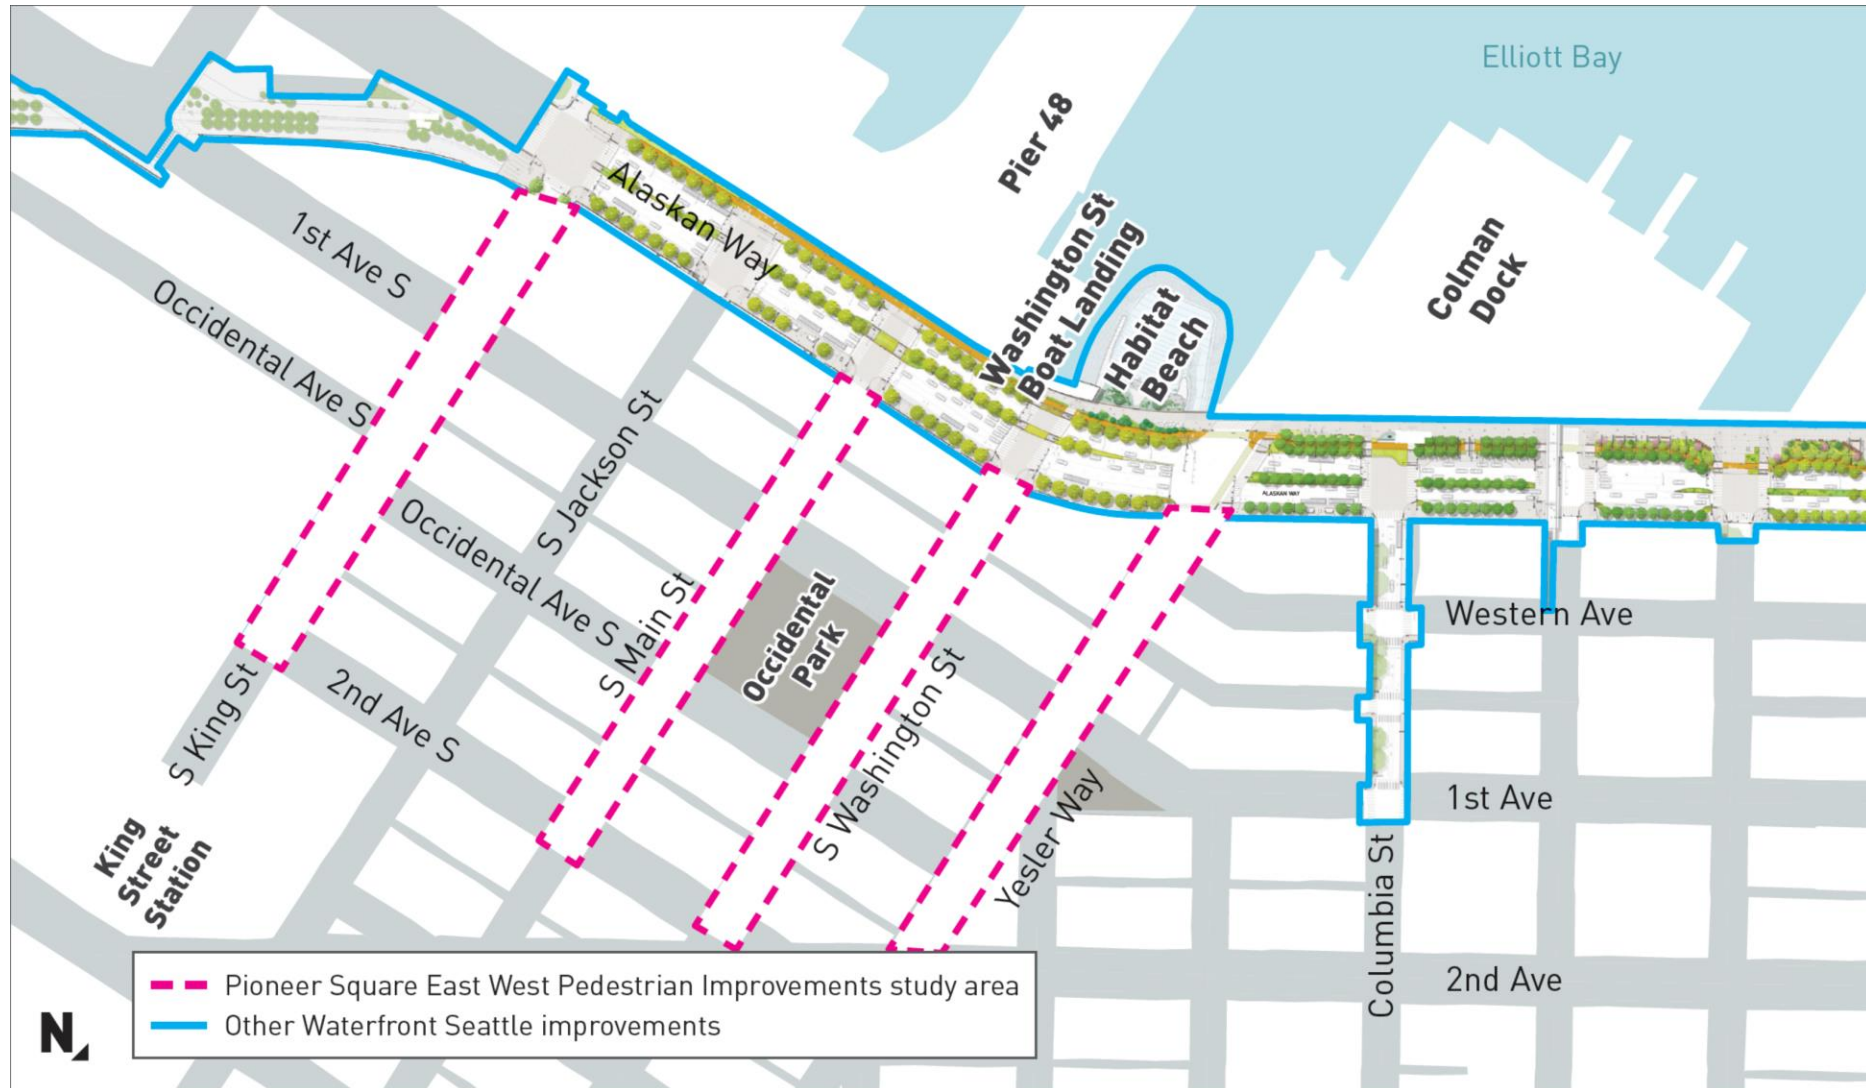 Elliott Bay
Pier 48
Washington St
Boat Landing
Habitat
Beach
Colman
Dock
Alaskan Way
1st Ave S
Occidental Ave S
S Jackson St
Occidental Ave S
S Main St
Occidental
Park
ALASKAN WAY
Western Ave
S King St
2nd Ave S
S Washington St
Yesler Way
1st Ave
King
Street
Station
Columbia St
2nd Ave
Pioneer Square East West Pedestrian Improvements study area
Other Waterfront Seattle improvements
N